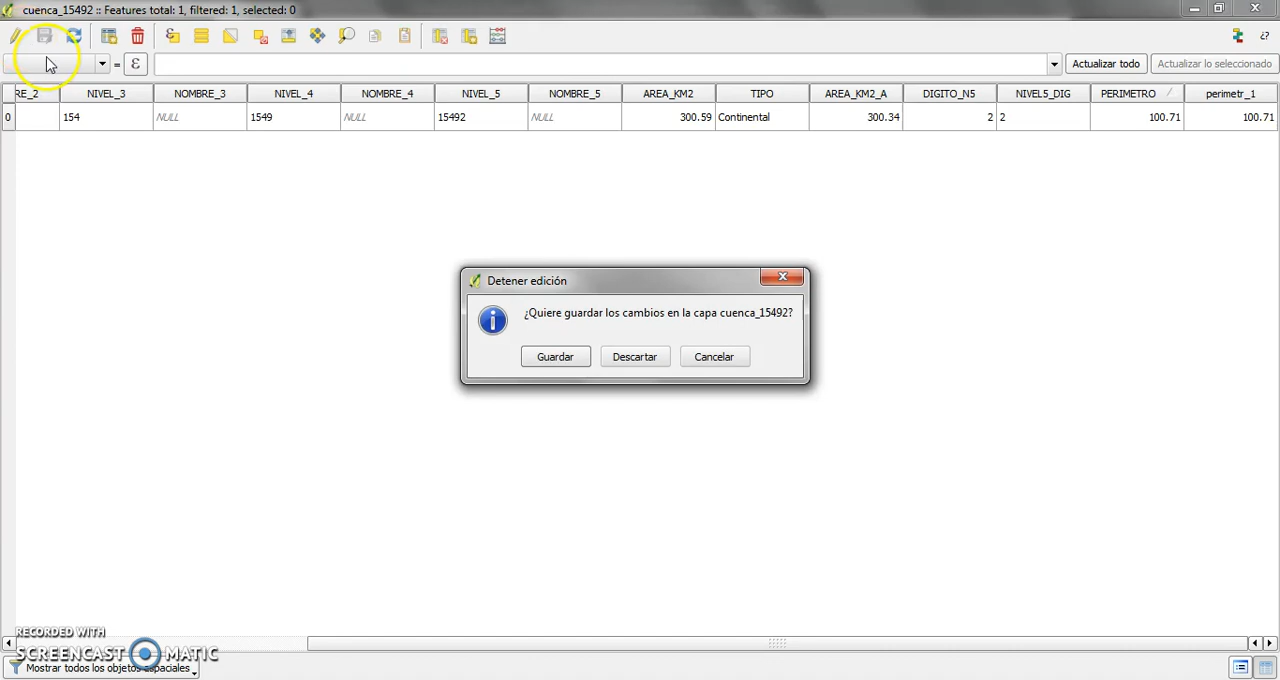 cuenca_15492 :: Features total: 1, filtered: 1, selected: 0
¿?
= ε
Actualizar todo
Actualizar lo seleccionado
RE_2 NIVEL_3 NOMBRE_3 NIVEL_4 NOMBRE_4 NIVEL_5 NOMBRE_5 AREA_KM2 TIPO AREA_KM2_A DIGITO_N5 NIVEL5_DIG PERIMETRO perimetr_1
0 154 NULL 1549 NULL 15492 NULL 300.59 Continental 300.34 2 2 100.71 100.71
Detener edición
¿Quiere guardar los cambios en la capa cuenca_15492?
Guardar Descartar Cancelar
RECORDED WITH
SCREENCAST MATIC
Mostrar todos los objetos espaciales